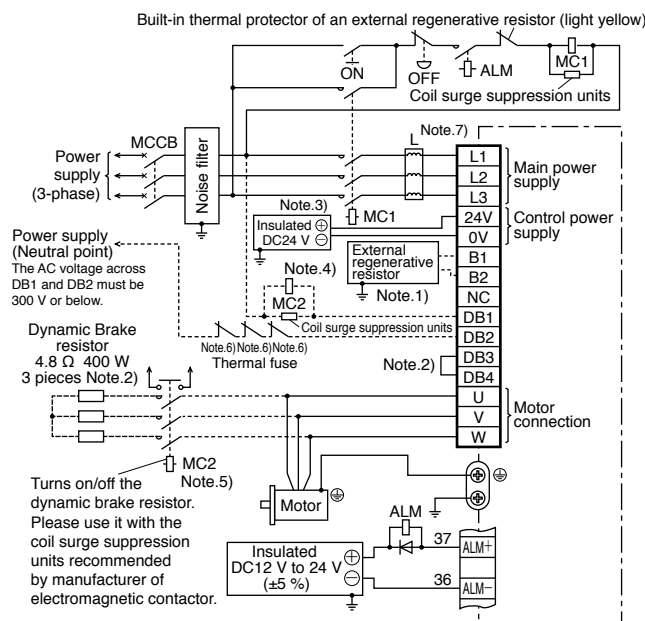 Built-in thermal protector of an external regenerative resistor (light yellow)
ON
OFF
ALM
MC1
Coil surge suppression units
L
Note.7)
MCCB
Power
supply
(3-phase)
Noise filter
L1
L2
L3
Main power
supply
24V
0V
Control power
supply
Note.3)
MC1
Insulated
DC24 V
Power supply
(Neutral point)
The AC voltage across
DB1 and DB2 must be
300 V or below.
External
regenerative
resistor
B1
B2
Note.1)
Note.4)
MC2
Coil surge suppression units
NC
DB1
DB2
DB3
DB4
Note.6) Note.6) Note.6)
Thermal fuse
Note.2)
Dynamic Brake
resistor
4.8 Ω 400 W
3 pieces Note.2)
U
V
W
Motor
connection
MC2
Note.5)
Turns on/off the
dynamic brake resistor.
Please use it with the
coil surge suppression
units recommended
by manufacturer of
electromagnetic contactor.
Motor
ALM
Insulated
DC12 V to 24 V
(±5 %)
37
ALM+
36
ALM−